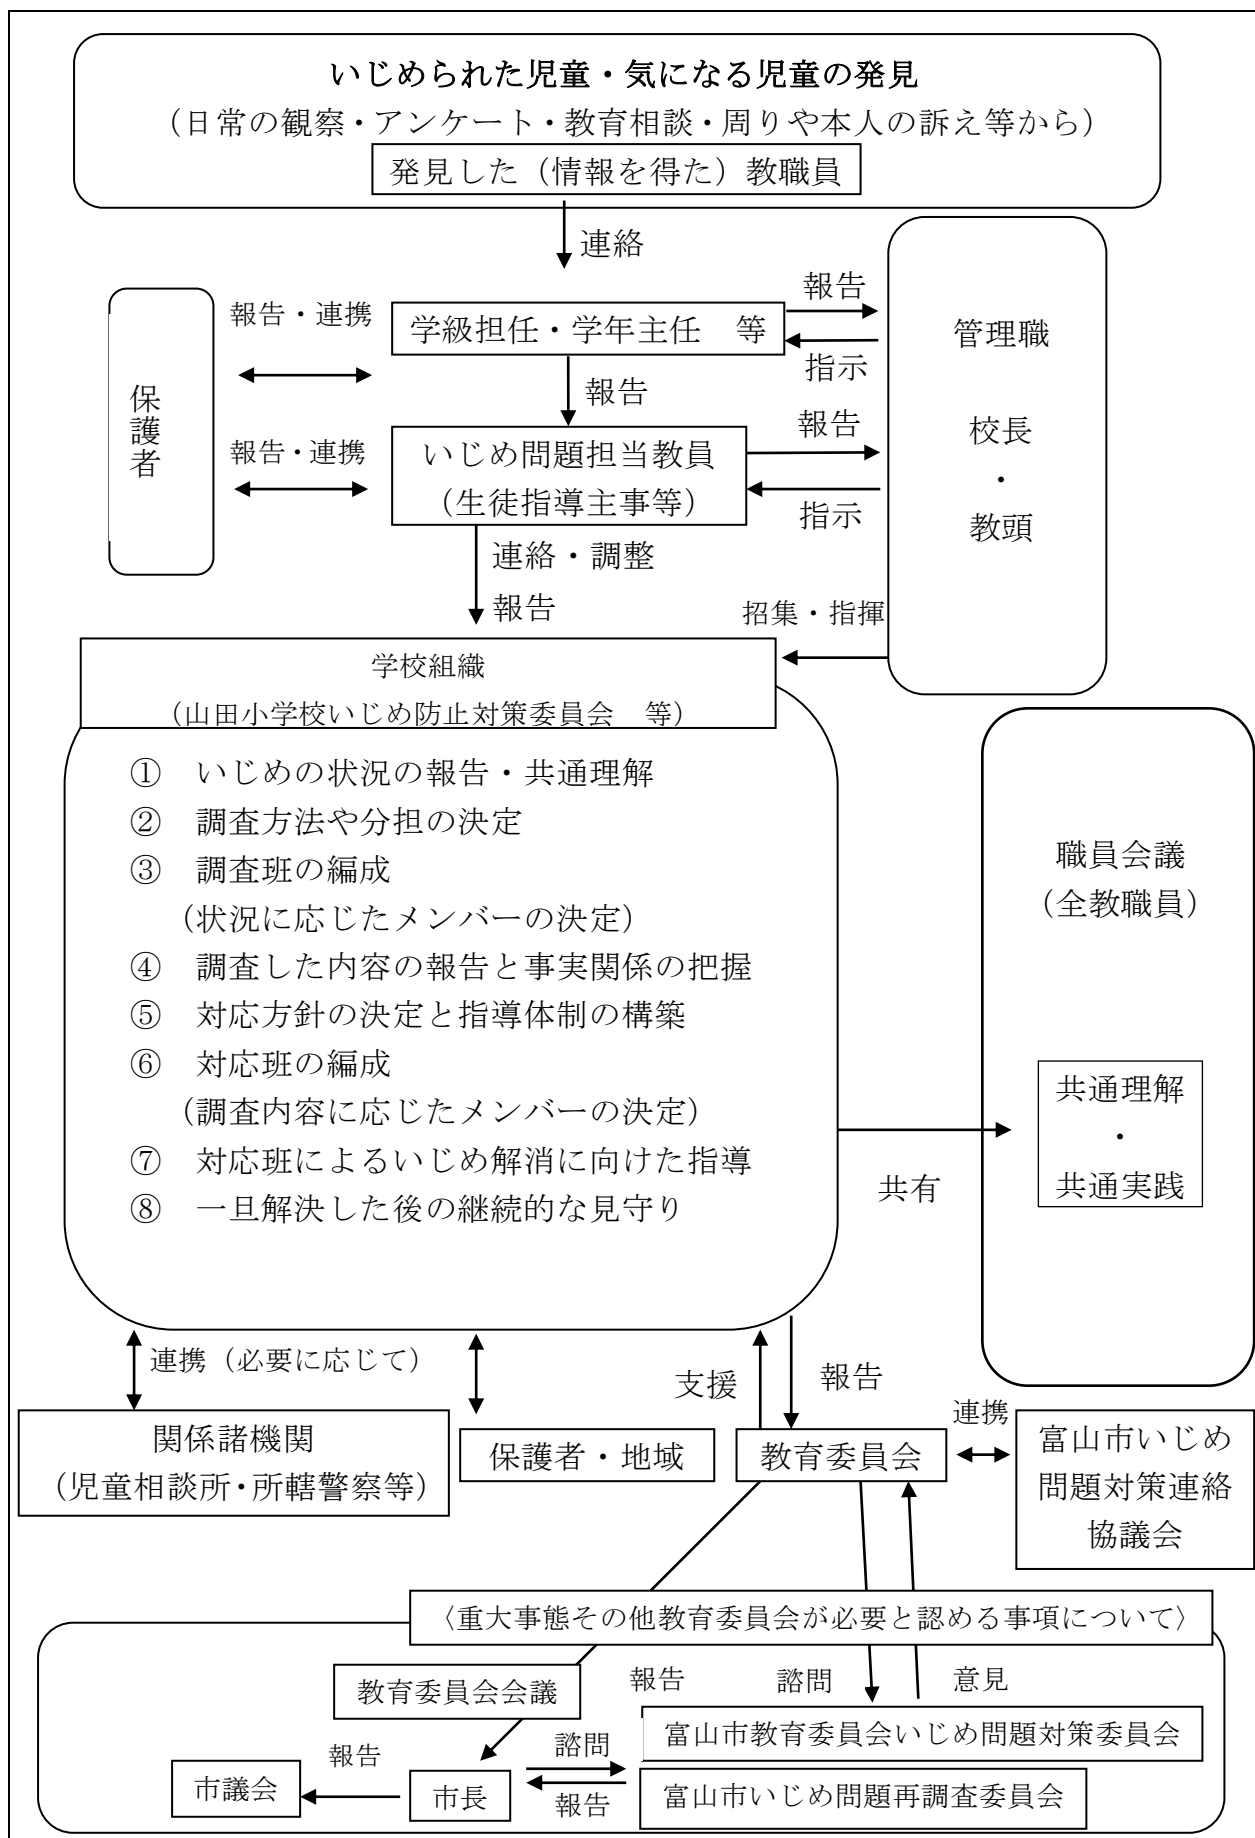 いじめられた児童・気になる児童の発見
（日常の観察・アンケート・教育相談・周りや本人の訴え等から）
発見した（情報を得た）教職員
連絡
報告・連携
学級担任・学年主任　等
報告
指示
管理職
校長
・
教頭
保護者
報告
報告・連携
いじめ問題担当教員
（生徒指導主事等）
報告
指示
連絡・調整
報告
招集・指揮
学校組織
（山田小学校いじめ防止対策委員会　等）
①　いじめの状況の報告・共通理解
②　調査方法や分担の決定
③　調査班の編成
（状況に応じたメンバーの決定）
④　調査した内容の報告と事実関係の把握
⑤　対応方針の決定と指導体制の構築
⑥　対応班の編成
（調査内容に応じたメンバーの決定）
⑦　対応班によるいじめ解消に向けた指導
⑧　一旦解決した後の継続的な見守り
共有
職員会議
（全教職員）
共通理解
・
共通実践
連携（必要に応じて）
支援
報告
連携
関係諸機関
（児童相談所・所轄警察等）
保護者・地域
教育委員会
富山市いじめ
問題対策連絡
協議会
〈重大事態その他教育委員会が必要と認める事項について〉
教育委員会会議
報告
諮問
意見
富山市教育委員会いじめ問題対策委員会
市議会
報告
市長
諮問
報告
富山市いじめ問題再調査委員会